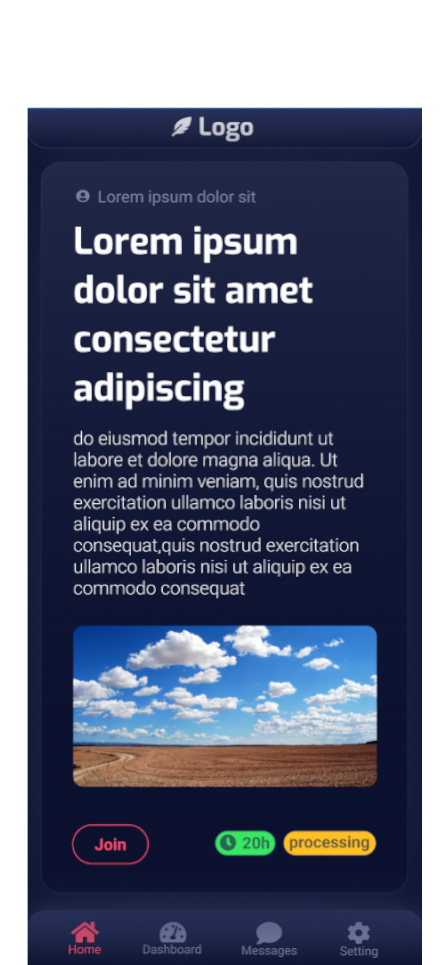 Logo
Lorem ipsum dolor sit
Lorem ipsum
dolor sit amet
consectetur
adipiscing
do eiusmod tempor incididunt ut
labore et dolore magna aliqua. Ut
enim ad minim veniam, quis nostrud
exercitation ullamco laboris nisi ut
aliquip ex ea commodo
consequat,quis nostrud exercitation
ullamco laboris nisi ut aliquip ex ea
commodo consequat
Join
20h
processing
Home
Dashboard
Messages
Setting